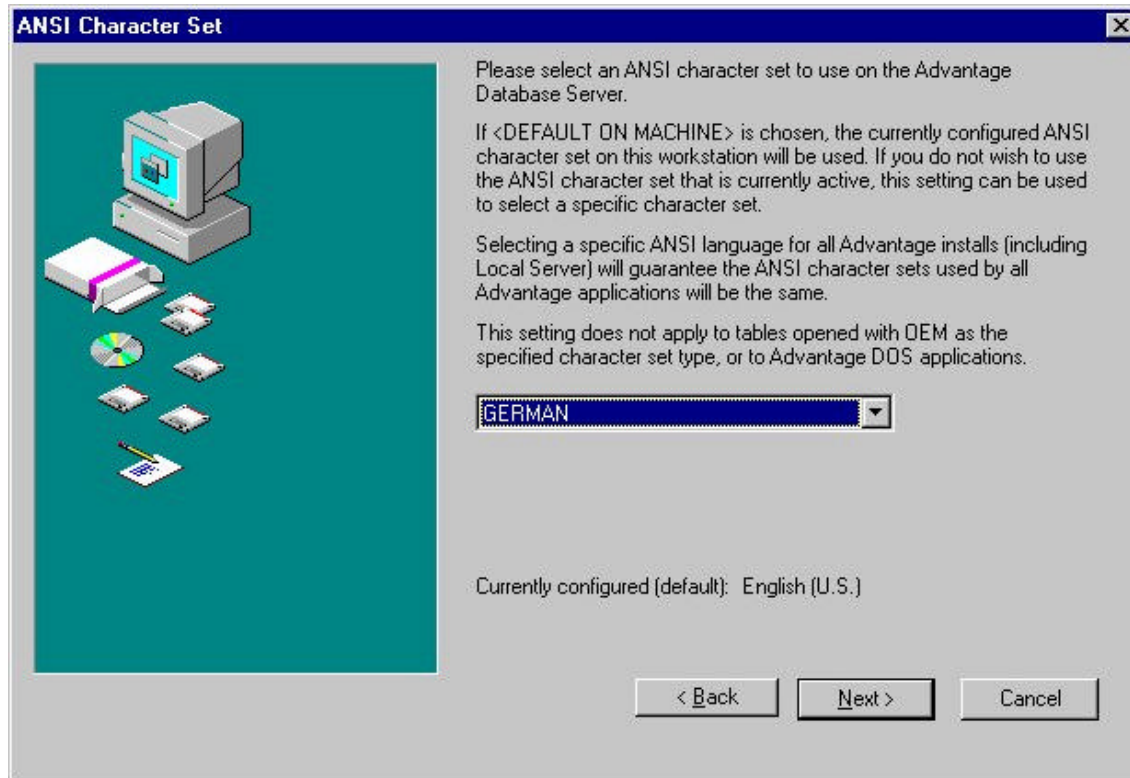 ANSI Character Set
Please select an ANSI character set to use on the Advantage
Database Server.
If <DEFAULT ON MACHINE> is chosen, the currently configured ANSI
character set on this workstation will be used. If you do not wish to use
the ANSI character set that is currently active, this setting can be used
to select a specific character set.
Selecting a specific ANSI language for all Advantage installs (including
Local Server) will guarantee the ANSI character sets used by all
Advantage applications will be the same.
This setting does not apply to tables opened with OEM as the
specified character set type, or to Advantage DOS applications.
GERMAN
Currently configured (default): English (U.S.)
< Back
Next >
Cancel